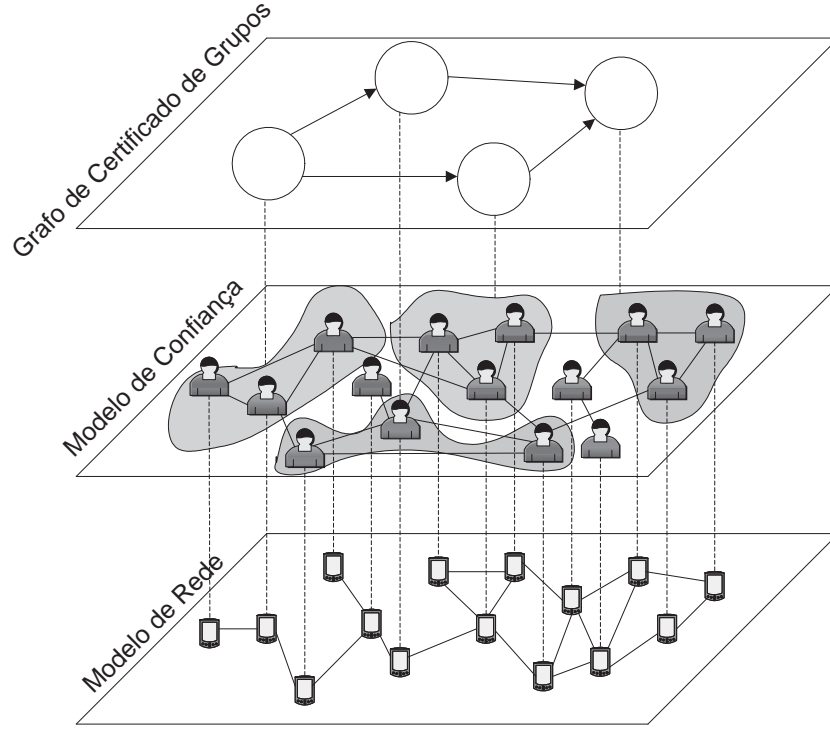 Grafo de Certificado de Grupos
Modelo de Confiança
Modelo de Rede